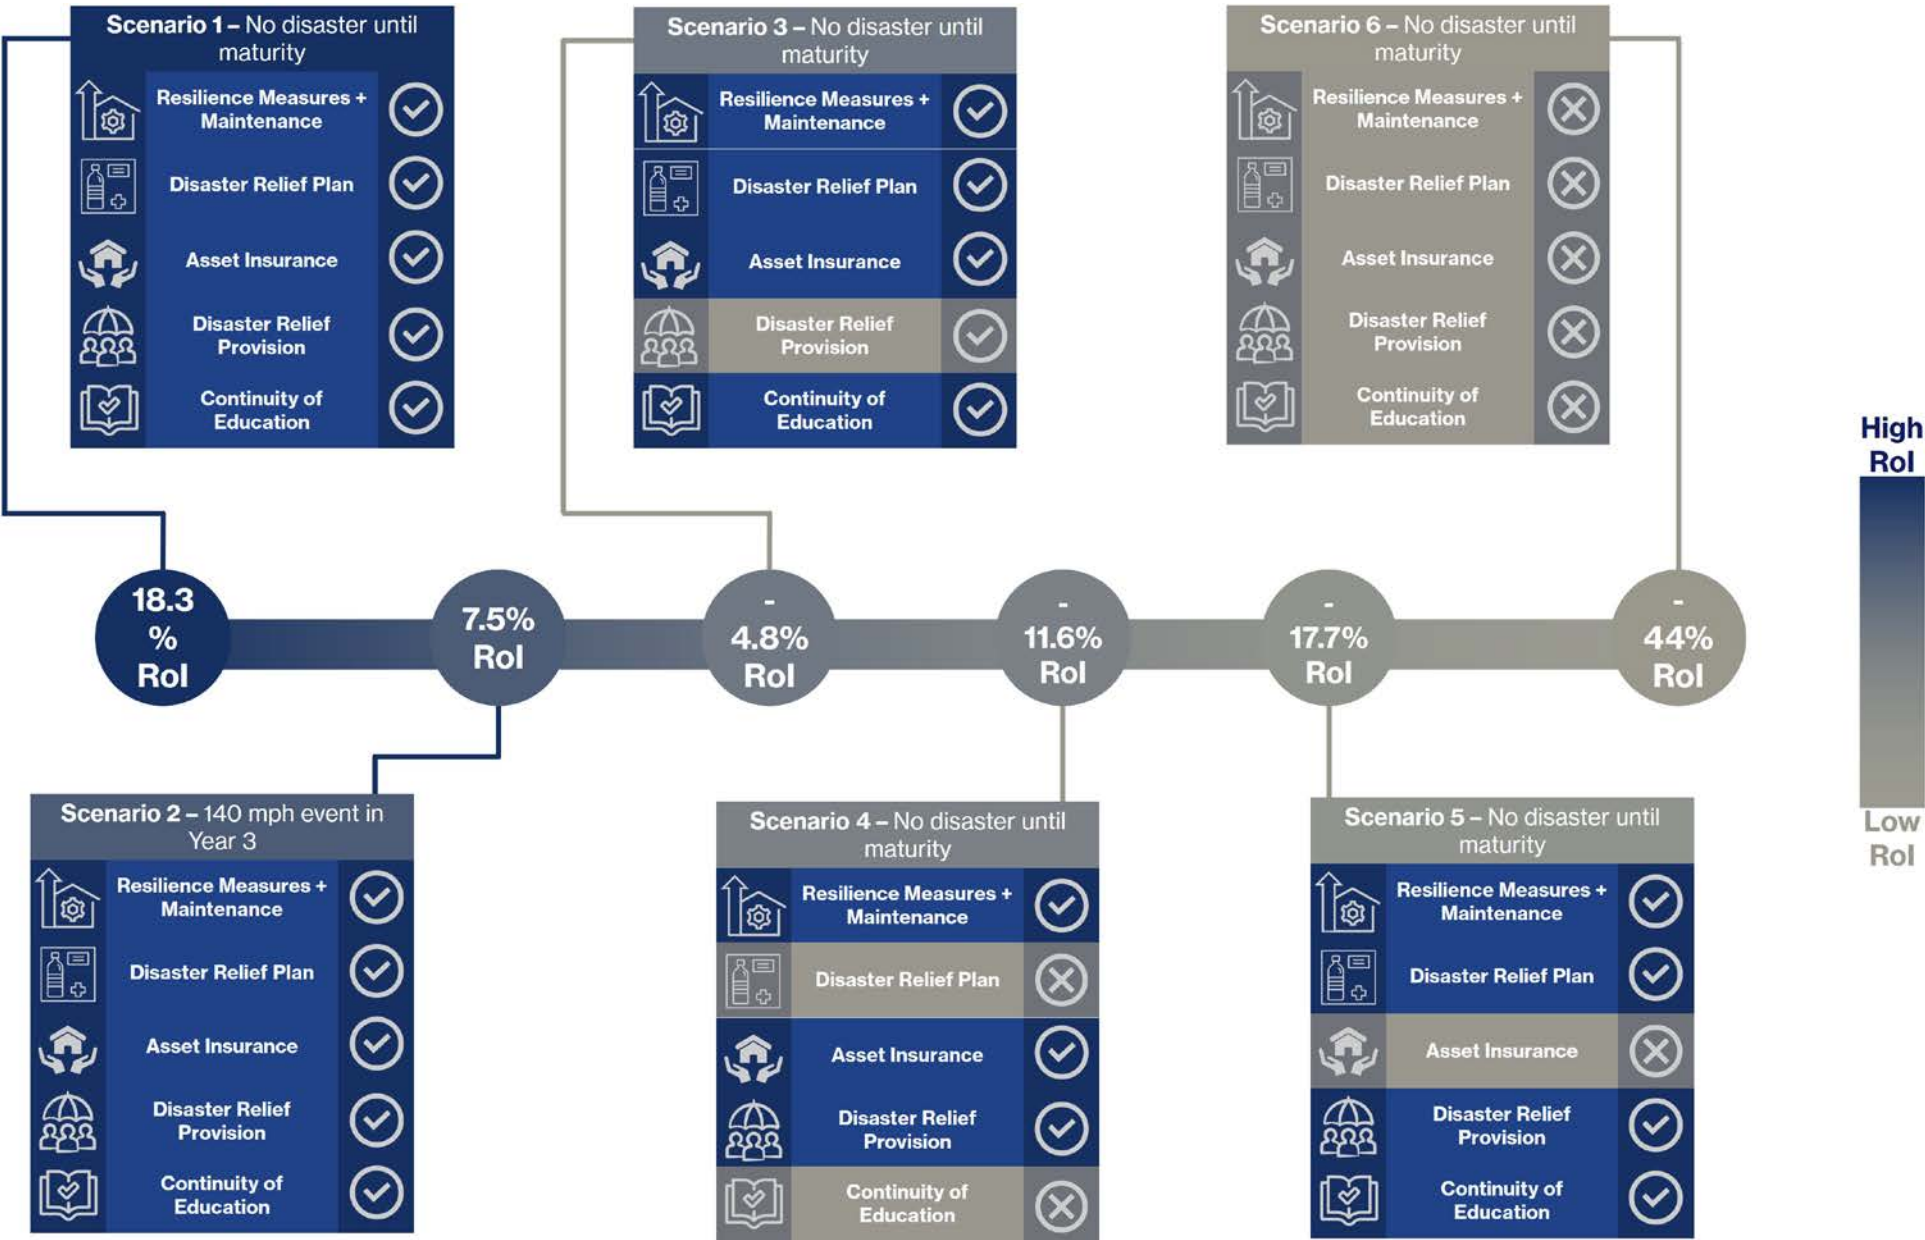 Scenario 1 – No disaster until
maturity
Resilience Measures +
Maintenance
Disaster Relief Plan
Asset Insurance
Disaster Relief
Provision
Continuity of
Education
Scenario 3 – No disaster until
maturity
Resilience Measures +
Maintenance
Disaster Relief Plan
Asset Insurance
Disaster Relief
Provision
Continuity of
Education
Scenario 6 – No disaster until
maturity
Resilience Measures +
Maintenance
Disaster Relief Plan
Asset Insurance
Disaster Relief
Provision
Continuity of
Education
High
RoI
Low
RoI
18.3
%
RoI
7.5%
RoI
-
4.8%
RoI
-
11.6%
RoI
-
17.7%
RoI
-
44%
RoI
Scenario 2 – 140 mph event in
Year 3
Resilience Measures +
Maintenance
Disaster Relief Plan
Asset Insurance
Disaster Relief
Provision
Continuity of
Education
Scenario 4 – No disaster until
maturity
Resilience Measures +
Maintenance
Disaster Relief Plan
Asset Insurance
Disaster Relief
Provision
Continuity of
Education
Scenario 5 – No disaster until
maturity
Resilience Measures +
Maintenance
Disaster Relief Plan
Asset Insurance
Disaster Relief
Provision
Continuity of
Education